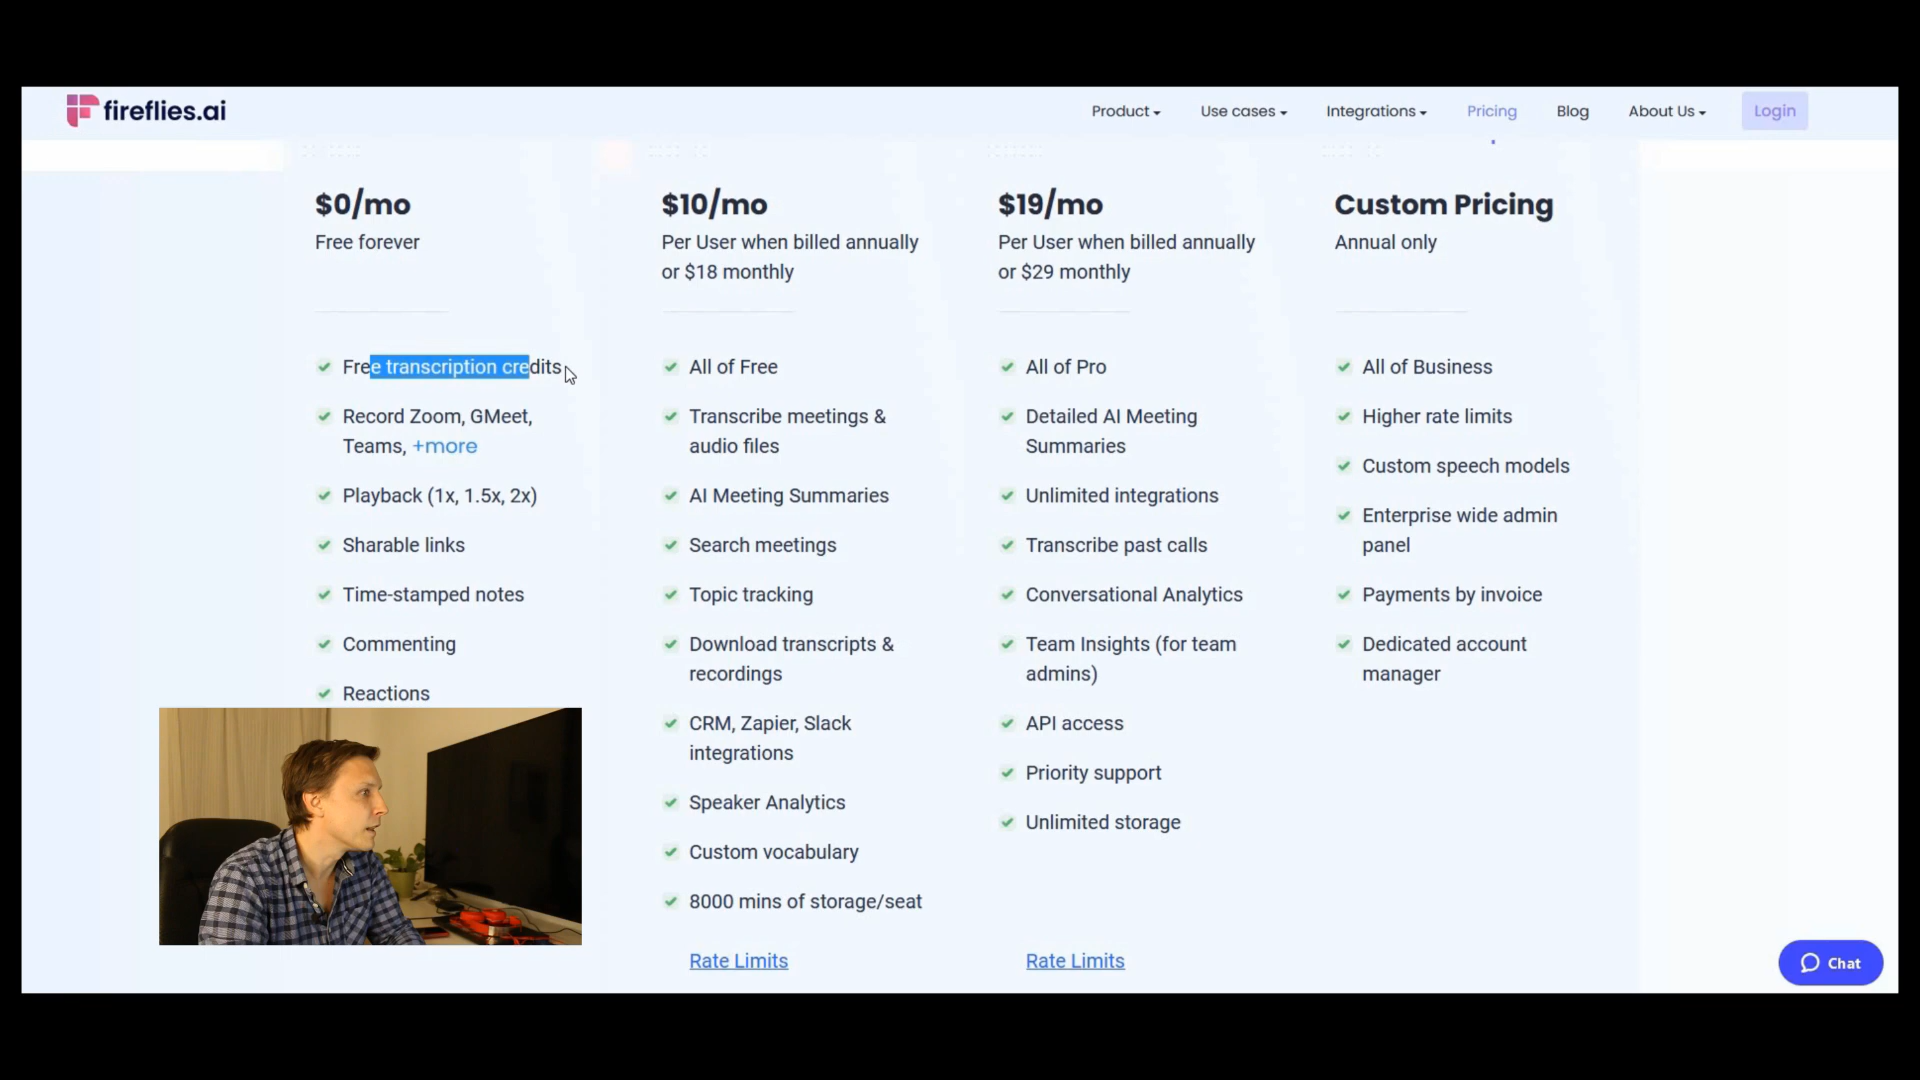 fireflies.ai
Product
Use cases
Integrations
Pricing
Blog
About Us
Login
$0/mo
Free forever
Free transcription credits
Record Zoom, GMeet,
Teams, +more
Playback (1x, 1.5x, 2x)
Sharable links
Time-stamped notes
Commenting
Reactions
$10/mo
Per User when billed annually
or $18 monthly
All of Free
Transcribe meetings &
audio files
AI Meeting Summaries
Search meetings
Topic tracking
Download transcripts &
recordings
CRM, Zapier, Slack
integrations
Speaker Analytics
Custom vocabulary
8000 mins of storage/seat
Rate Limits
$19/mo
Per User when billed annually
or $29 monthly
All of Pro
Detailed AI Meeting
Summaries
Unlimited integrations
Transcribe past calls
Conversational Analytics
Team Insights (for team
admins)
API access
Priority support
Unlimited storage
Rate Limits
Custom Pricing
Annual only
All of Business
Higher rate limits
Custom speech models
Enterprise wide admin
panel
Payments by invoice
Dedicated account
manager
Chat